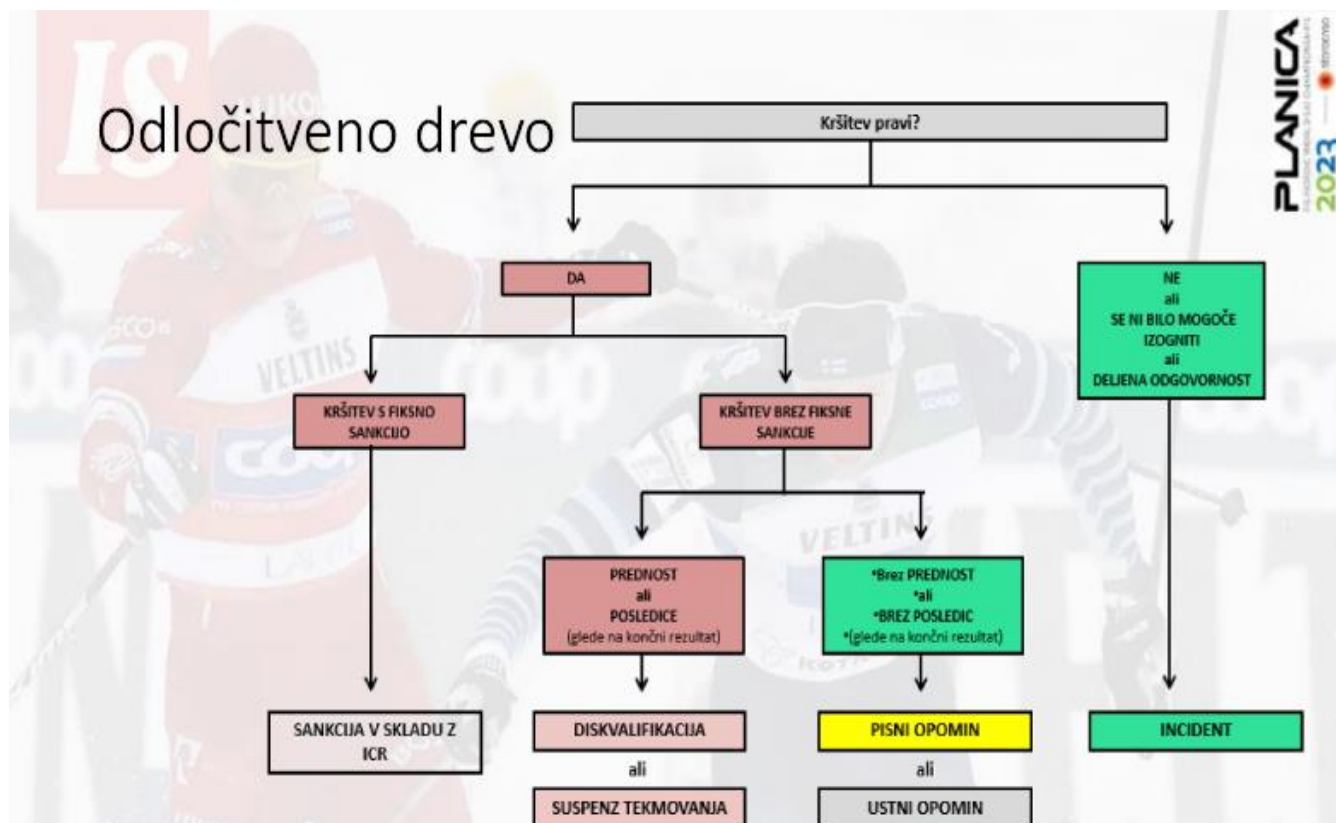 IS
Odločitveno drevo
PLANICA
2023
Kršitev pravi?
DA
NE
ali
SE NI BILO MOGOČE
IZOGNITI
ali
DELJENA ODGOVORNOST
KRŠITEV S FIKSNO
SANKCIJO
KRŠITEV BREZ FIKSNE
SANKCIJE
PREDNOST
ali
POSLEDICE
(glede na končni rezultat)
*Brez PREDNOST
*ali
*BREZ POSLEDIC
*(glede na končni rezultat)
SANKCIJA V SKLADU Z
ICR
DISKVALIFIKACIJA
ali
SUSPENZ TEKMOVANJA
PISNI OPOMIN
ali
USTNI OPOMIN
INCIDENT
VELTINS
coop
VELTINS